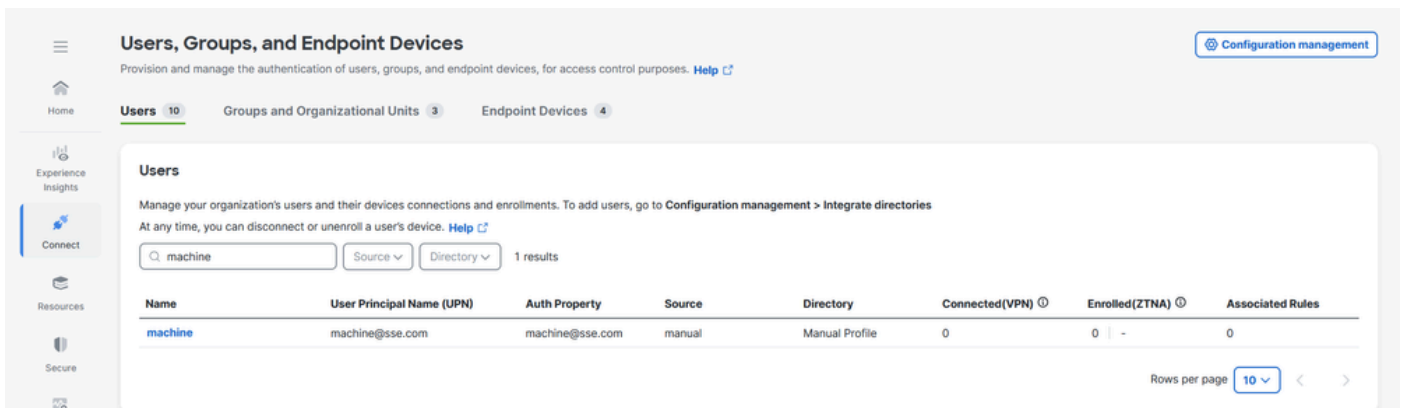 Users, Groups, and Endpoint Devices
Configuration management
Provision and manage the authentication of users, groups, and endpoint devices, for access control purposes. Help
Home
Users 10 Groups and Organizational Units 3 Endpoint Devices 4
Experience
Insights
Users
Manage your organization's users and their devices connections and enrollments. To add users, go to Configuration management > Integrate directories
At any time, you can disconnect or unenroll a user's device. Help
Connect
machine Source Directory 1 results
Resources
Name User Principal Name (UPN) Auth Property Source Directory Connected(VPN) Enrolled(ZTNA) Associated Rules
machine machine@sse.com machine@sse.com manual Manual Profile 0 0 | - 0
Secure
Rows per page 10